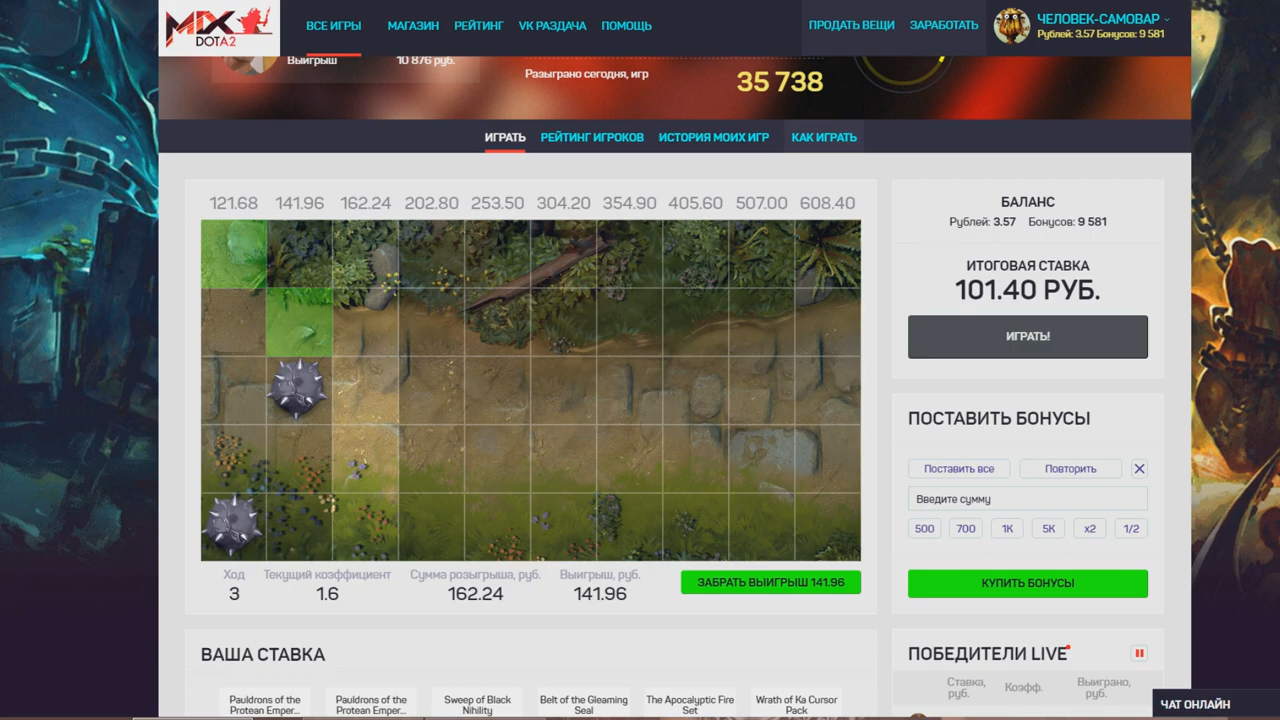 MIX
DOTA2
ВСЕ ИГРЫ
МАГАЗИН
РЕЙТИНГ
VK РАЗДАЧА
ПОМОЩЬ
ПРОДАТЬ ВЕЩИ
ЗАРАБОТАТЬ
ЧЕЛОВЕК-САМОВАР
Рублей: 3.57 Бонусов: 9 581
Выигрыш
10 876 руб.
Разыграно сегодня, игр
35 738
ИГРАТЬ
РЕЙТИНГ ИГРОКОВ
ИСТОРИЯ МОИХ ИГР
КАК ИГРАТЬ
121.68 141.96 162.24 202.80 253.50 304.20 354.90 405.60 507.00 608.40
Ход
Текущий коэффициент
Сумма розыгрыша, руб.
Выигрыш, руб.
3
1.6
162.24
141.96
ЗАБРАТЬ ВЫИГРЫШ 141.96
БАЛАНС
Рублей: 3.57 Бонусов: 9 581
ИТОГОВАЯ СТАВКА
101.40 РУБ.
ИГРАТЬ!
ПОСТАВИТЬ БОНУСЫ
Поставить все
Повторить
Введите сумму
500
700
1К
5К
x2
1/2
КУПИТЬ БОНУСЫ
ВАША СТАВКА
Pauldrons of the
Protean Emper...
Pauldrons of the
Protean Emper...
Sweep of Black
Nihility
Belt of the Gleaming
Seal
The Apocalyptic Fire
Set
Wrath of Ka Cursor
Pack
ПОБЕДИТЕЛИ LIVE
Ставка,
руб.
Коэфф.
Выиграно,
руб.
ЧАТ ОНЛАЙН